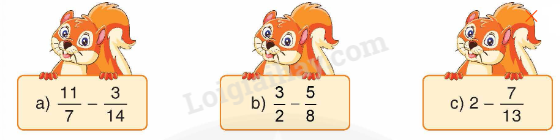 a) 11/7 − 3/14
b) 3/2 − 5/8
c) 2 − 7/13
Loigiaihay.com